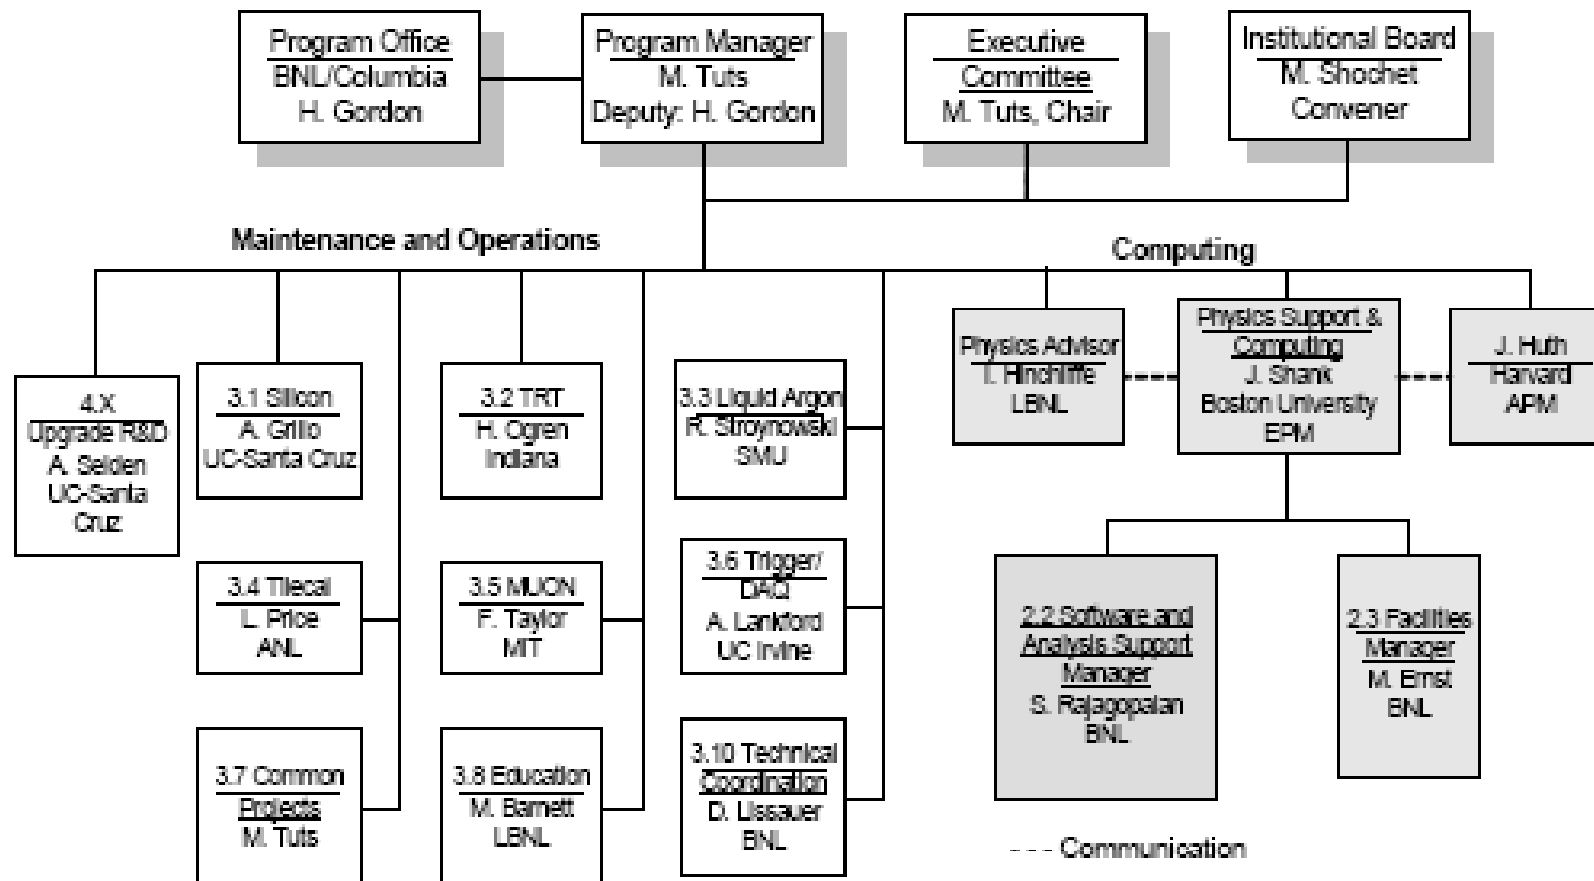 Program Office
BNL/Columbia
H. Gordon
Program Manager
M. Tuts
Deputy: H. Gordon
Executive
Committee
M. Tuts, Chair
Institutional Board
M. Shochet
Convener
Maintenance and Operations
Computing
4.X
Upgrade R&D
A. Seiden
UC-Santa
Cruz
3.1 Silicon
A. Grillo
UC-Santa Cruz
3.2 TRT
H. Ogren
Indiana
3.3 Liquid Argon
R. Stroynowski
SMU
Physics Advisor
I. Hinchliffe
LBNL
Physics Support &
Computing
J. Shank
Boston University
EPM
J. Huth
Harvard
APM
3.4 Tilecal
L. Price
ANL
3.5 MUON
F. Taylor
MIT
3.6 Trigger/
DAQ
A. Lankford
UC Irvine
2.2 Software and
Analysis Support
Manager
S. Rajagopalan
BNL
2.3 Facilities
Manager
M. Ernst
BNL
3.7 Common
Projects
M. Tuts
3.8 Education
M. Barnett
LBNL
3.10 Technical
Coordination
D. Lissauer
BNL
--- Communication